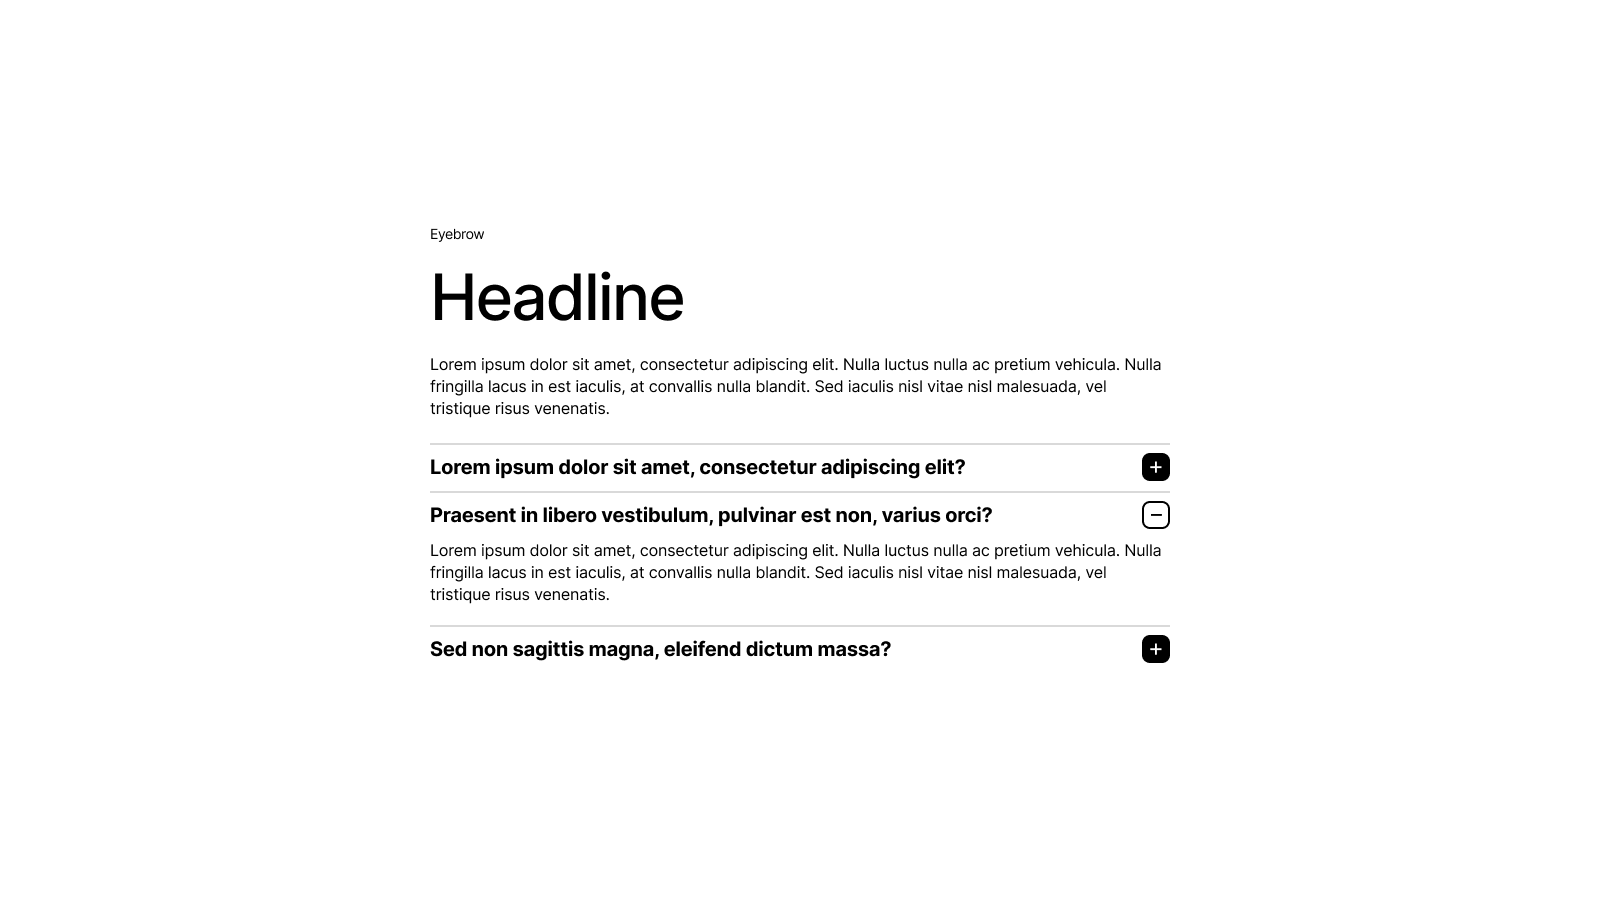 Eyebrow
Headline
Lorem ipsum dolor sit amet, consectetur adipiscing elit. Nulla luctus nulla ac pretium vehicula. Nulla
fringilla lacus in est iaculis, at convallis nulla blandit. Sed iaculis nisl vitae nisl malesuada, vel
tristique risus venenatis.
Lorem ipsum dolor sit amet, consectetur adipiscing elit?
Praesent in libero vestibulum, pulvinar est non, varius orci?
Lorem ipsum dolor sit amet, consectetur adipiscing elit. Nulla luctus nulla ac pretium vehicula. Nulla
fringilla lacus in est iaculis, at convallis nulla blandit. Sed iaculis nisl vitae nisl malesuada, vel
tristique risus venenatis.
Sed non sagittis magna, eleifend dictum massa?